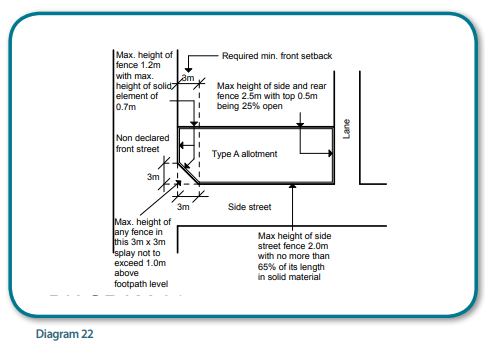 Max. height of
fence 1.2m
with max.
height of solid
element of
0.7m
Required min. front setback
3m
Max height of side and rear
fence 2.5m with top 0.5m
being 25% open
Lane
Non declared
front street
Type A allotment
3m
3m
Side street
Max. height of
any fence in
this 3m x 3m
splay not to
exceed 1.0m
above
footpath level
Max height of side
street fence 2.0m
with no more than
65% of its length
in solid material
Diagram 22